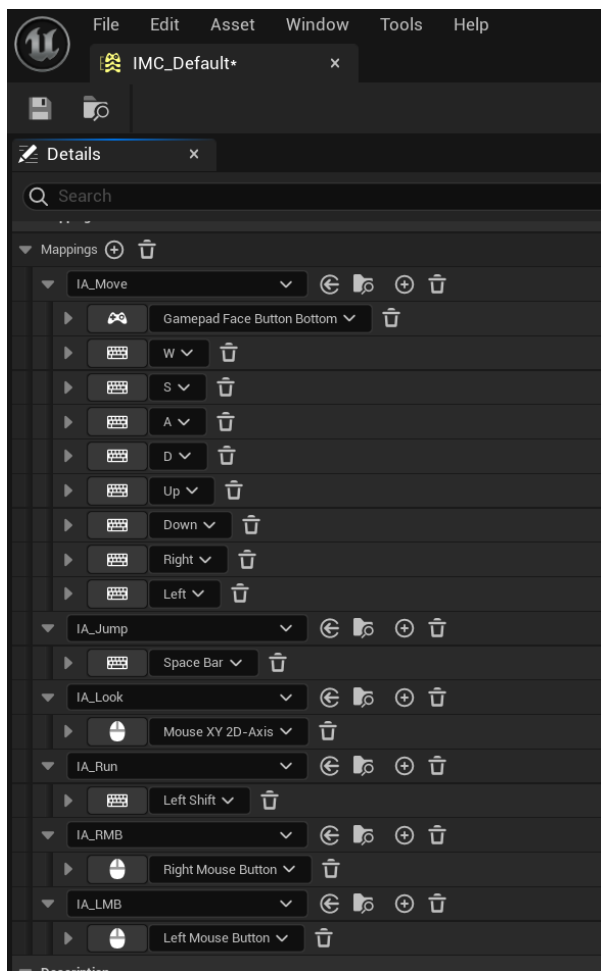 File Edit Asset Window Tools Help
IMC_Default*
Details
Search
Mappings
IA_Move
Gamepad Face Button Bottom
W
S
A
D
Up
Down
Right
Left
IA_Jump
Space Bar
IA_Look
Mouse XY 2D-Axis
IA_Run
Left Shift
IA_RMB
Right Mouse Button
IA_LMB
Left Mouse Button
Description